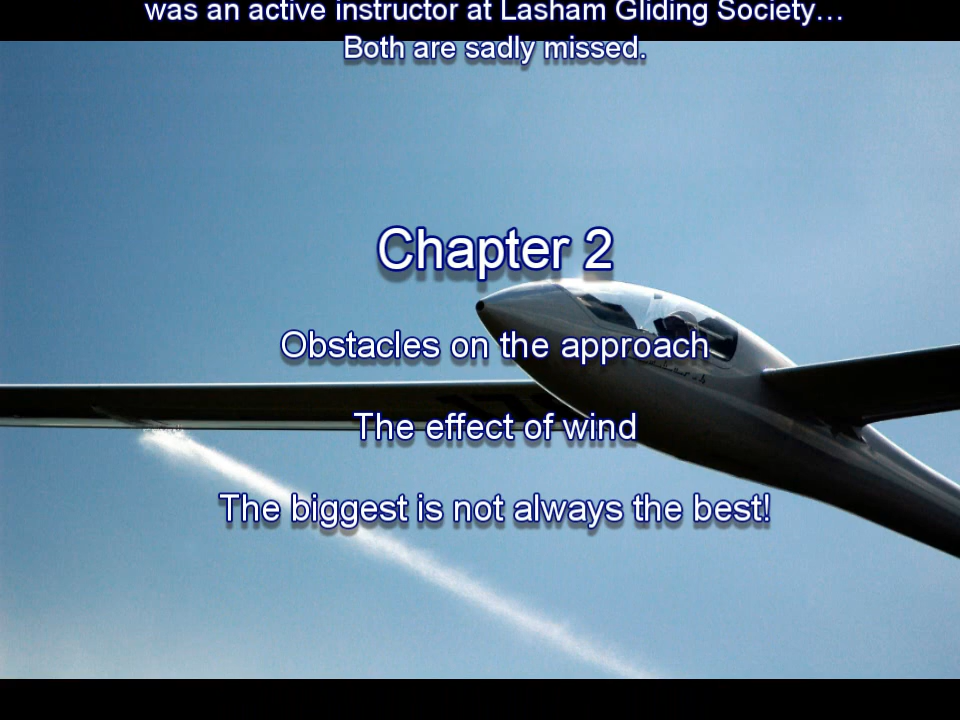 was an active instructor at Lasham Gliding Society…
Both are sadly missed.
Chapter 2
Obstacles on the approach
The effect of wind
The biggest is not always the best!